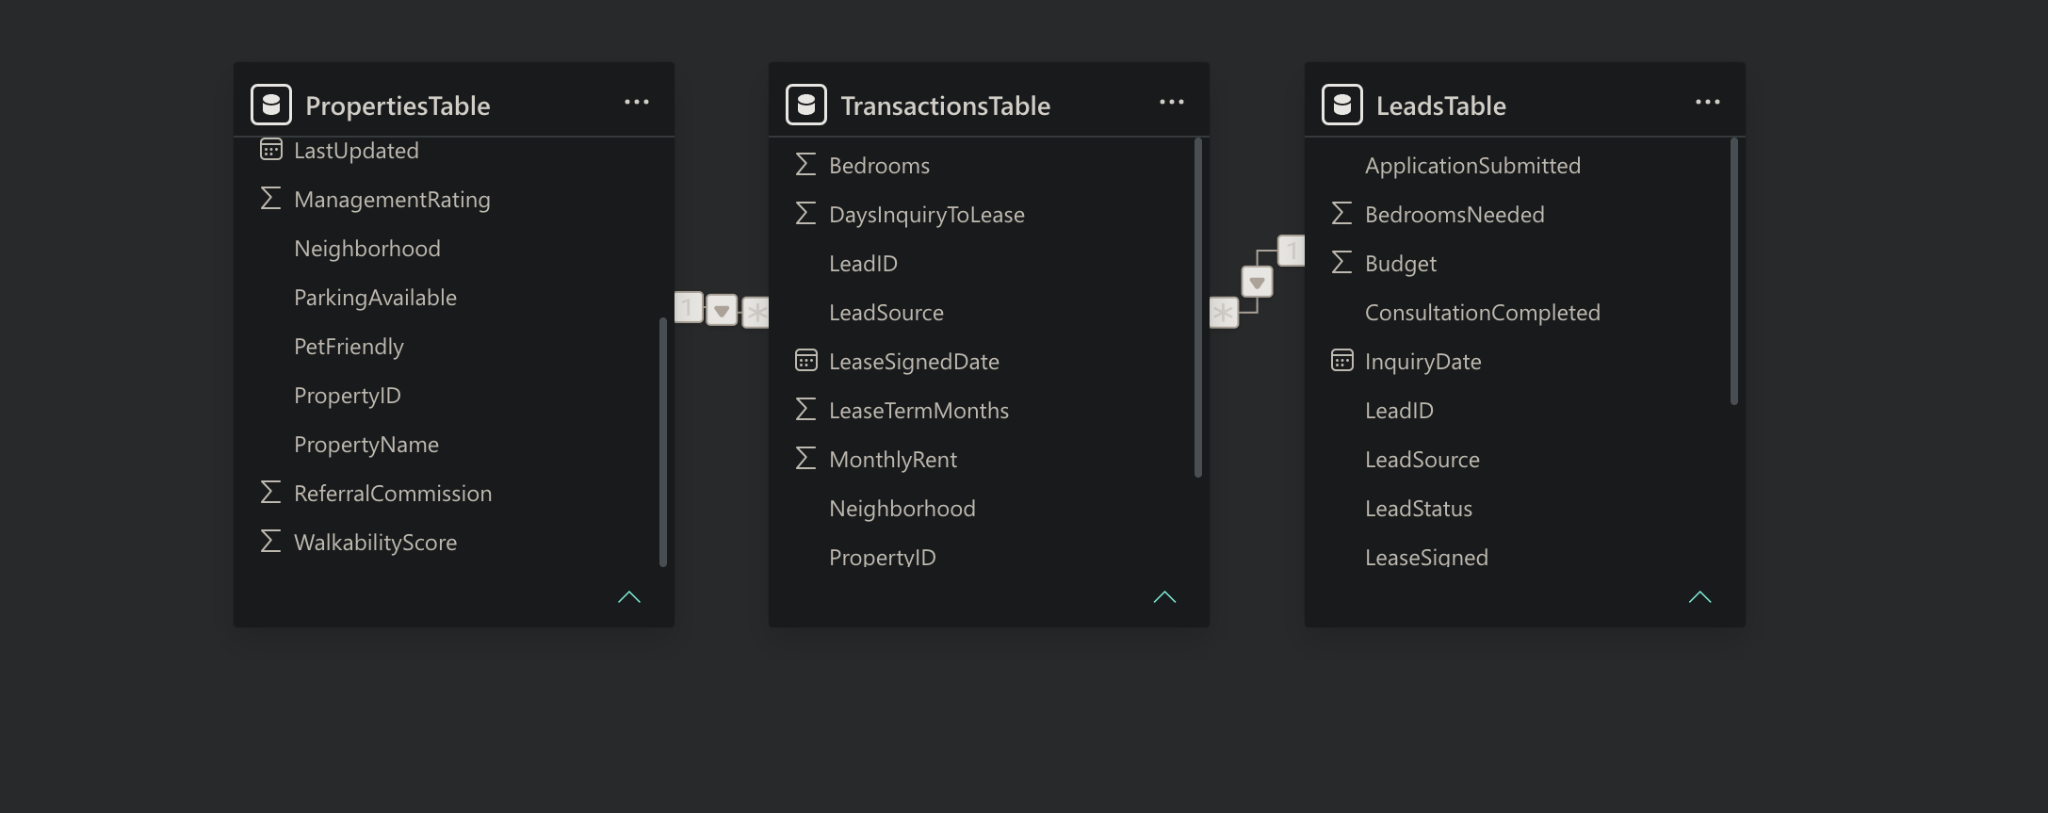 PropertiesTable
LastUpdated
ManagementRating
Neighborhood
ParkingAvailable
PetFriendly
PropertyID
PropertyName
ReferralCommission
WalkabilityScore
1
*
TransactionsTable
Bedrooms
DaysInquiryToLease
LeadID
LeadSource
LeaseSignedDate
LeaseTermMonths
MonthlyRent
Neighborhood
PropertyID
*
1
LeadsTable
ApplicationSubmitted
BedroomsNeeded
Budget
ConsultationCompleted
InquiryDate
LeadID
LeadSource
LeadStatus
LeaseSigned